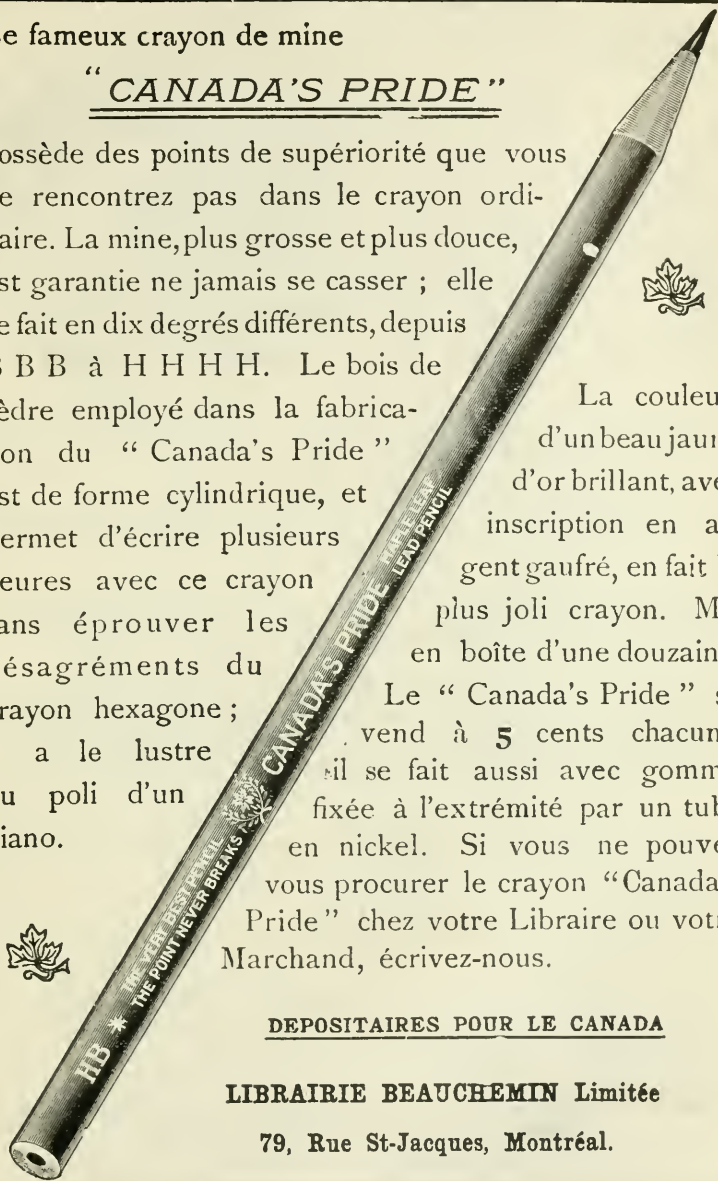 e fameux crayon de mine
"CANADA'S PRIDE"
ossède des points de supériorité que vous
e rencontrez pas dans le crayon ordi-
aire. La mine, plus grosse et plus douce,
st garantie ne jamais se casser ; elle
e fait en dix degrés différents, depuis
B B B à H H H H. Le bois de
èdre employé dans la fabrica-
on du " Canada's Pride "
st de forme cylindrique, et
ermet d'écrire plusieurs
eures avec ce crayon
ans éprouver les
ésagréments du
rayon hexagone ;
a le lustre
u poli d'un
iano.
La couleu
d'un beau jaun
d'or brillant, ave
inscription en a
gent gaufré, en fait
plus joli crayon. M
en boîte d'une douzain
Le " Canada's Pride " s
vend à 5 cents chacun
il se fait aussi avec gomm
fixée à l'extrémité par un tub
en nickel. Si vous ne pouve
vous procurer le crayon "Canada'
Pride" chez votre Libraire ou votr
Marchand, écrivez-nous.
HB * THE VERY BEST PENCIL
THE POINT NEVER BREAKS
CANADA'S PRIDE
MAPLE LEAF
LEAD PENCIL
DEPOSITAIRES POUR LE CANADA
LIBRAIRIE BEAUCHEMIN Limitée
79, Rue St-Jacques, Montréal.